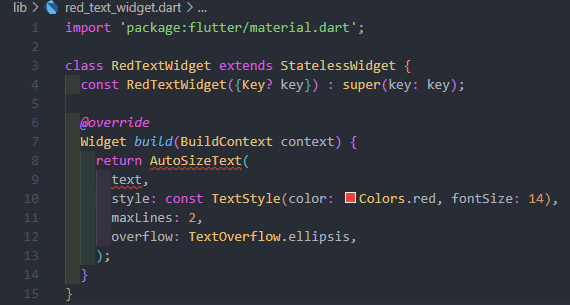 lib > red_text_widget.dart > ...
1 import 'package:flutter/material.dart';
2
3 class RedTextWidget extends StatelessWidget {
4 const RedTextWidget({Key? key}) : super(key: key);
5
6 @override
7 Widget build(BuildContext context) {
8 return AutoSizeText(
9 text,
10 style: const TextStyle(color: Colors.red, fontSize: 14),
11 maxLines: 2,
12 overflow: TextOverflow.ellipsis,
13 );
14 }
15 }